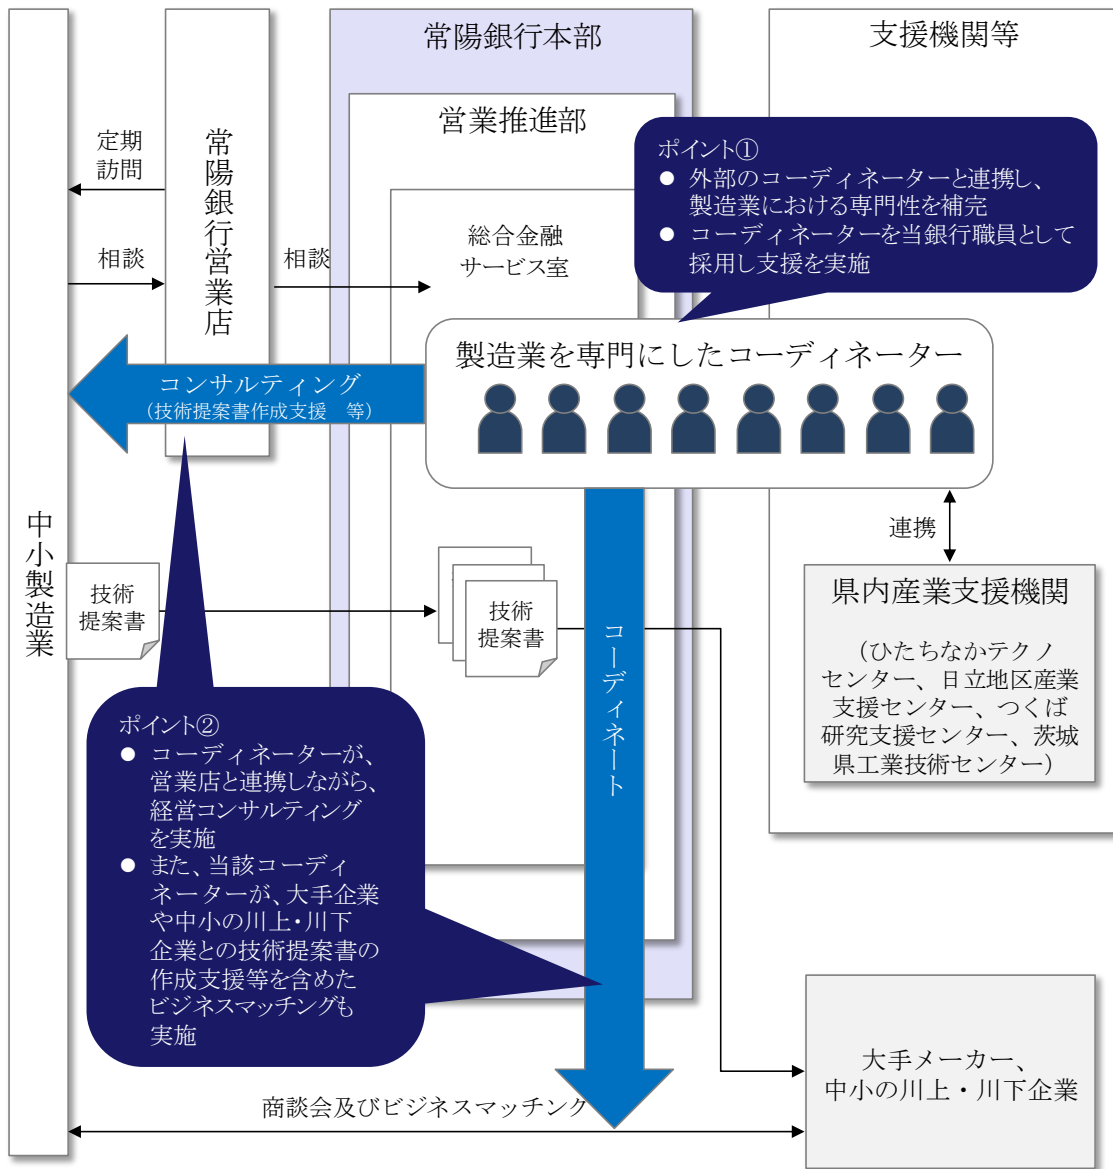 常陽銀行本部
支援機関等
営業推進部
定期
訪問
常陽銀行営業店
ポイント①
● 外部のコーディネーターと連携し、
製造業における専門性を補完
● コーディネーターを当銀行職員として
採用し支援を実施
相談
相談
総合金融
サービス室
製造業を専門にしたコーディネーター
コンサルティング
（技術提案書作成支援　等）
連携
中小製造業
技術
提案書
技術
提案書
コーディネート
県内産業支援機関
（ひたちなかテクノ
センター、日立地区産業
支援センター、つくば
研究支援センター、茨城
県工業技術センター）
ポイント②
● コーディネーターが、
営業店と連携しながら、
経営コンサルティング
を実施
● また、当該コーディ
ネーターが、大手企業
や中小の川上・川下
企業との技術提案書の
作成支援等を含めた
ビジネスマッチングも
実施
大手メーカー、
中小の川上・川下企業
商談会及びビジネスマッチング